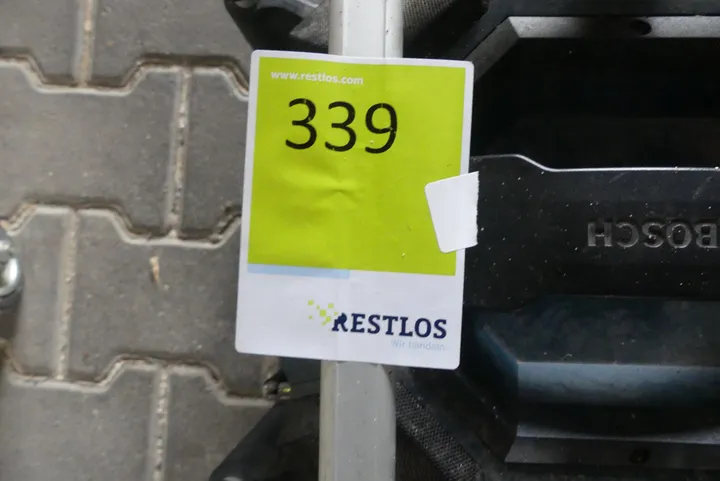 www.restlos.com
339
BOSCH
RESTLOS
Wir handeln.